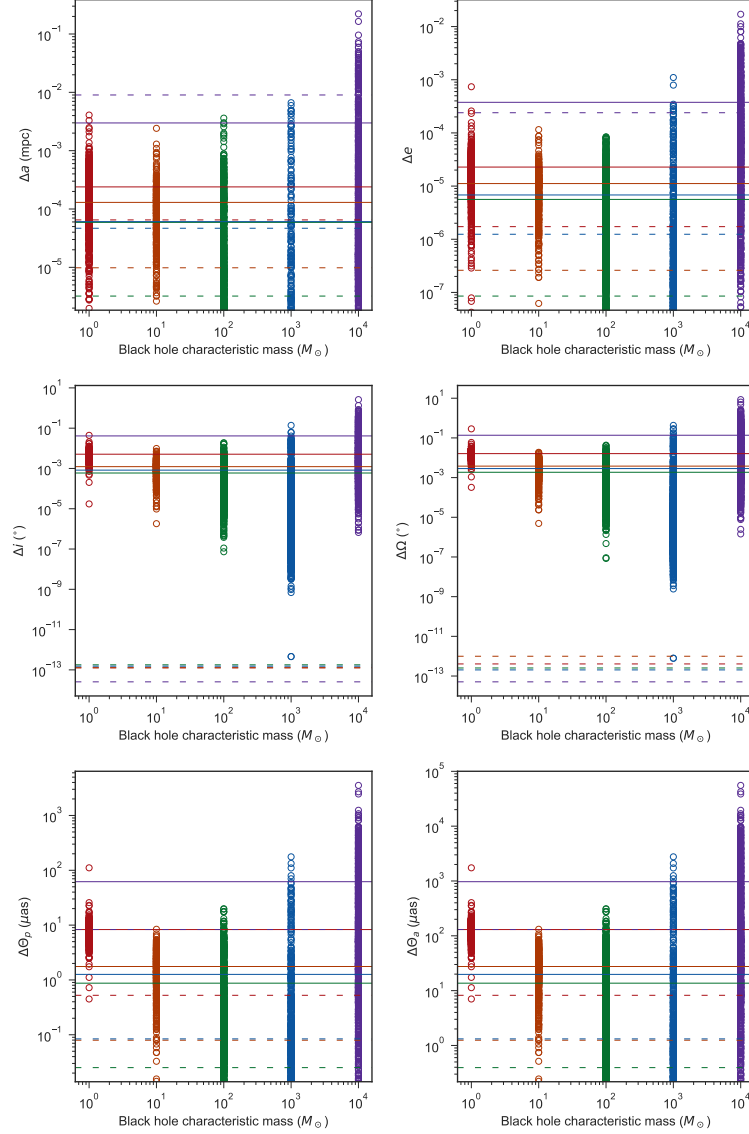 10⁻¹
10⁻²
10⁻³
10⁻⁴
10⁻⁵
Δa (mpc)
10⁰ 10¹ 10² 10³ 10⁴
Black hole characteristic mass (M⊙)
10⁻²
10⁻³
10⁻⁴
10⁻⁵
10⁻⁶
10⁻⁷
Δe
10⁰ 10¹ 10² 10³ 10⁴
Black hole characteristic mass (M⊙)
10¹
10⁻¹
10⁻³
10⁻⁵
10⁻⁷
10⁻⁹
10⁻¹¹
10⁻¹³
Δi (°)
10⁰ 10¹ 10² 10³ 10⁴
Black hole characteristic mass (M⊙)
10¹
10⁻¹
10⁻³
10⁻⁵
10⁻⁷
10⁻⁹
10⁻¹¹
10⁻¹³
ΔΩ (°)
10⁰ 10¹ 10² 10³ 10⁴
Black hole characteristic mass (M⊙)
10³
10²
10¹
10⁰
10⁻¹
ΔΘₚ (μas)
10⁰ 10¹ 10² 10³ 10⁴
Black hole characteristic mass (M⊙)
10⁵
10⁴
10³
10²
10¹
10⁰
ΔΘₐ (μas)
10⁰ 10¹ 10² 10³ 10⁴
Black hole characteristic mass (M⊙)